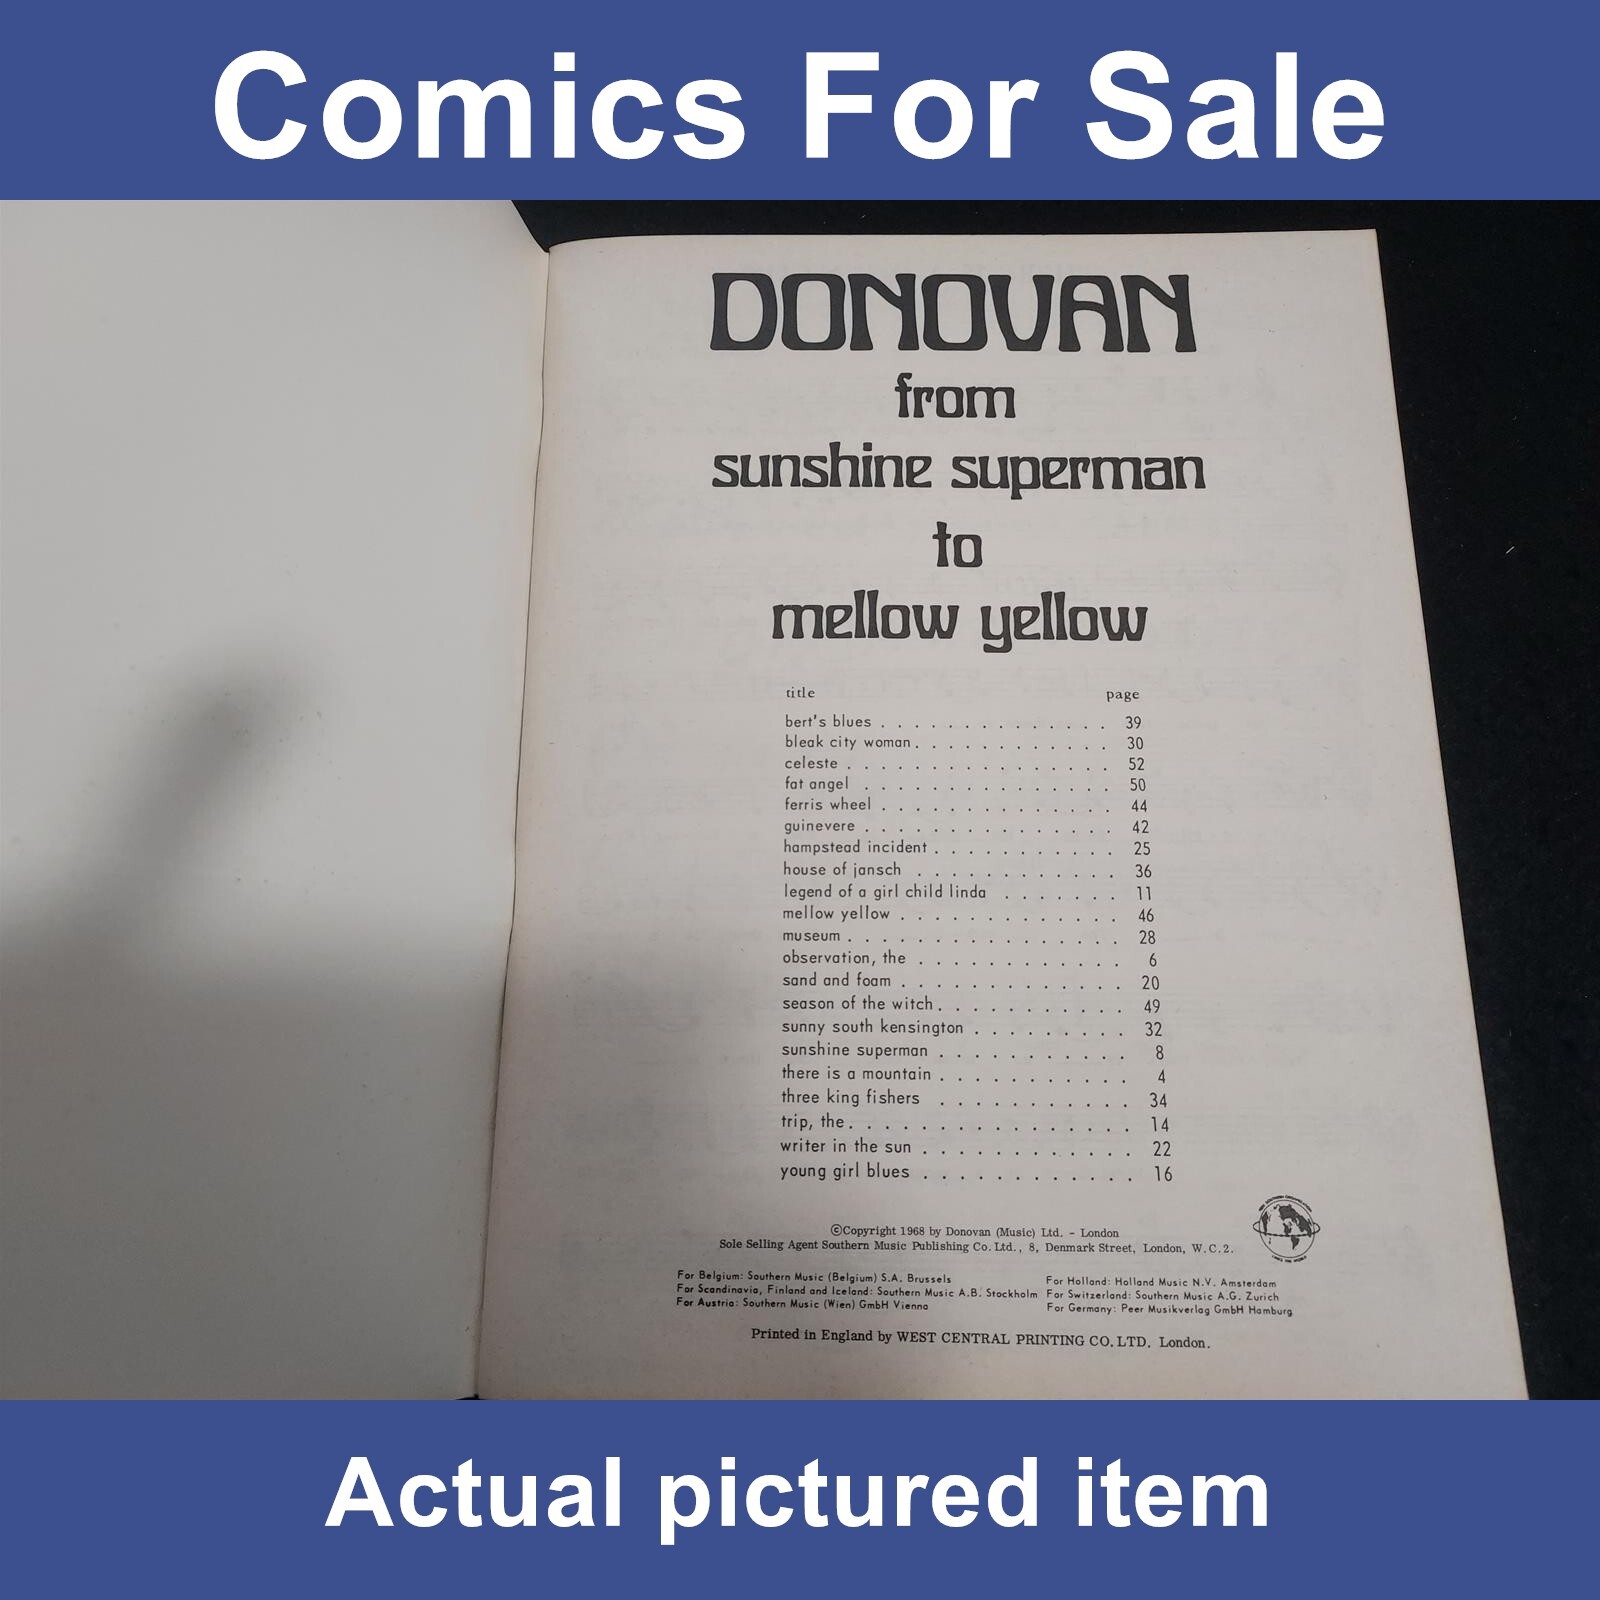 Comics For Sale
DONOVAN
from
sunshine superman
to
mellow yellow
title page
bert's blues . . . . . . . . . . . . . . 39
bleak city woman . . . . . . . . . . . . 30
celeste . . . . . . . . . . . . . . . . 52
fat angel . . . . . . . . . . . . . . . 50
ferris wheel . . . . . . . . . . . . . . 44
guinevere . . . . . . . . . . . . . . . 42
hampstead incident . . . . . . . . . . . 25
house of jansch . . . . . . . . . . . . 36
legend of a girl child linda . . . . . . . 11
mellow yellow . . . . . . . . . . . . . 46
museum . . . . . . . . . . . . . . . . 28
observation, the . . . . . . . . . . . . 6
sand and foam . . . . . . . . . . . . . 20
season of the witch . . . . . . . . . . . 49
sunny south kensington . . . . . . . . . 32
sunshine superman . . . . . . . . . . . 8
there is a mountain . . . . . . . . . . . 4
three king fishers . . . . . . . . . . . 34
trip, the . . . . . . . . . . . . . . . . . 14
writer in the sun . . . . . . . . . . . . 22
young girl blues . . . . . . . . . . . . 16
©Copyright 1968 by Donovan (Music) Ltd. - London
Sole Selling Agent Southern Music Publishing Co. Ltd., 8, Denmark Street, London, W.C.2.
For Belgium: Southern Music (Belgium) S.A. Brussels For Holland: Holland Music N.V. Amsterdam
For Scandinavia, Finland and Iceland: Southern Music A.B. Stockholm For Switzerland: Southern Music A.G. Zurich
For Austria: Southern Music (Wien) GmbH Vienna For Germany: Peer Musikverlag GmbH Hamburg
Printed in England by WEST CENTRAL PRINTING CO. LTD. London.
Actual pictured item